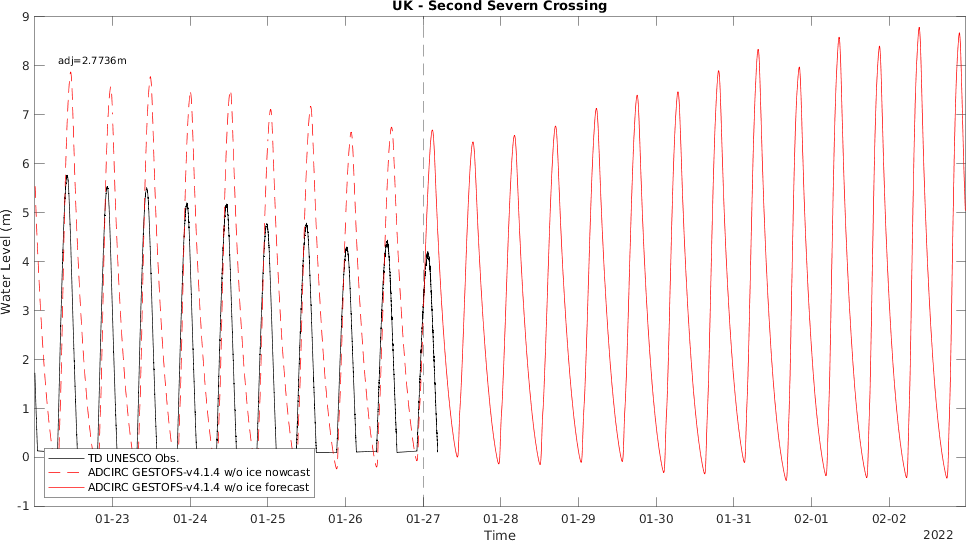 UK - Second Severn Crossing
adj=2.7736m
9
8
7
6
5
4
3
2
1
0
-1
Water Level (m)
TD UNESCO Obs.
ADCIRC GESTOFS-v4.1.4 w/o ice nowcast
ADCIRC GESTOFS-v4.1.4 w/o ice forecast
01-23 01-24 01-25 01-26 01-27 01-28 01-29 01-30 01-31 02-01 02-02
Time
2022